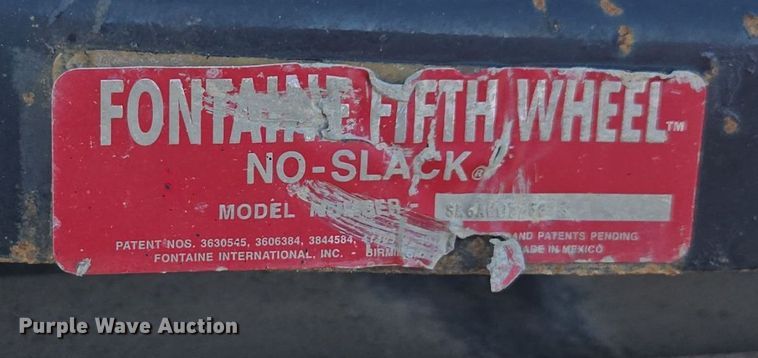 FONTAINE FIFTH WHEEL™
NO-SLACK®
MODEL NUMBER -
PATENT NOS. 3630545, 3606384, 3844584, AND PATENTS PENDING
FONTAINE INTERNATIONAL, INC. - MADE IN MEXICO
Purple Wave Auction